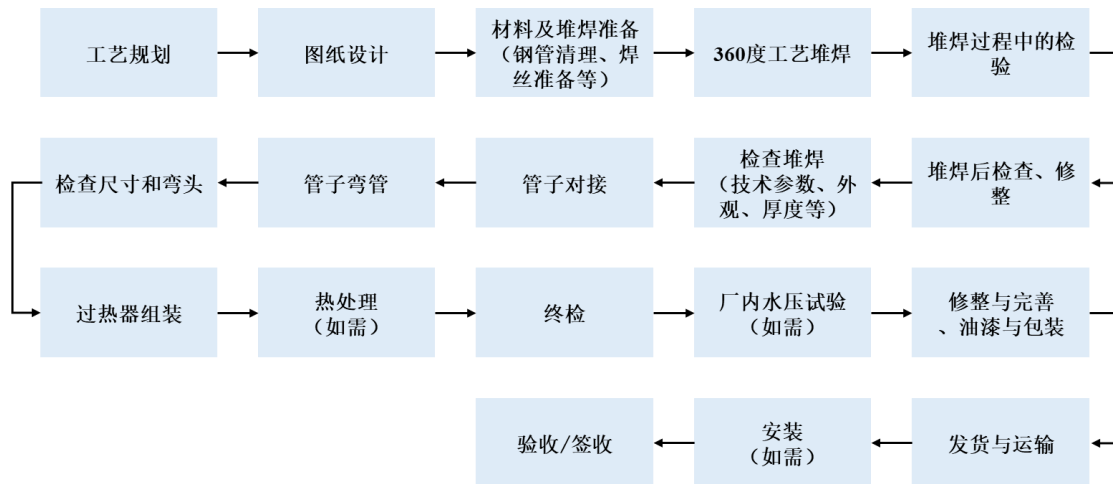 工艺规划
图纸设计
材料及堆焊准备
（钢管清理、焊
丝准备等）
360度工艺堆焊
堆焊过程中的检
验
堆焊后检查、修
整
检查堆焊
（技术参数、外
观、厚度等）
管子对接
管子弯管
检查尺寸和弯头
过热器组装
热处理
（如需）
终检
厂内水压试验
（如需）
修整与完善
、油漆与包装
发货与运输
安装
（如需）
验收/签收